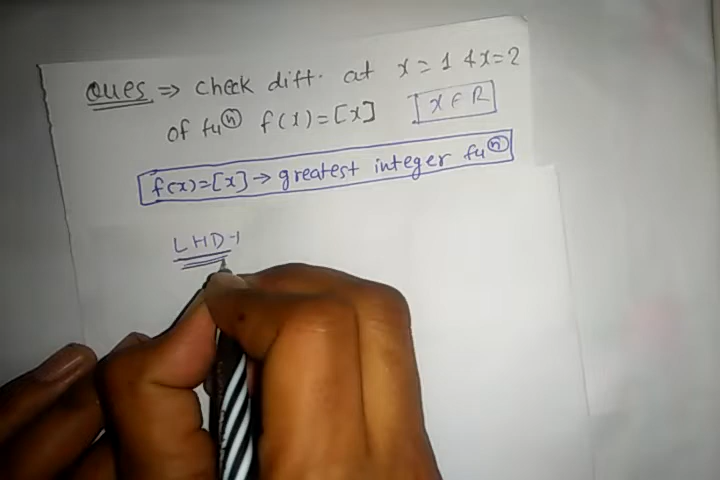 Ques ⇒ check diff. at x = 1 & x = 2
of fuⓝ f(x) = [x] x ∈ R
f(x) = [x] → greatest integer fuⓝ
LHD →